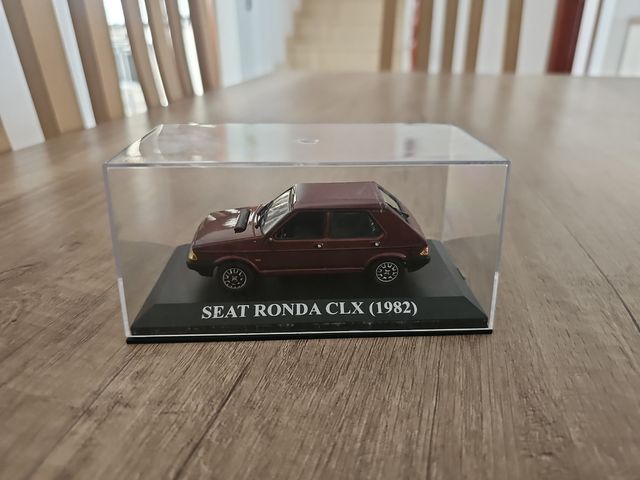 SEAT RONDA CLX (1982)